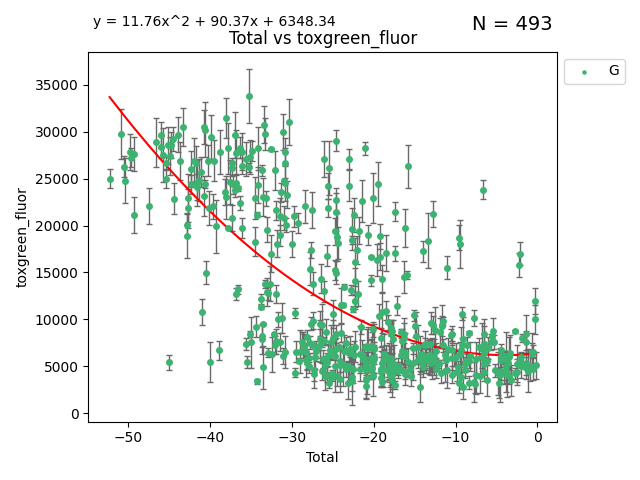 y = 11.76x^2 + 90.37x + 6348.34
N = 493
Total vs toxgreen_fluor
35000
30000
25000
20000
15000
10000
5000
0
toxgreen_fluor
−50
−40
−30
−20
−10
0
Total
G